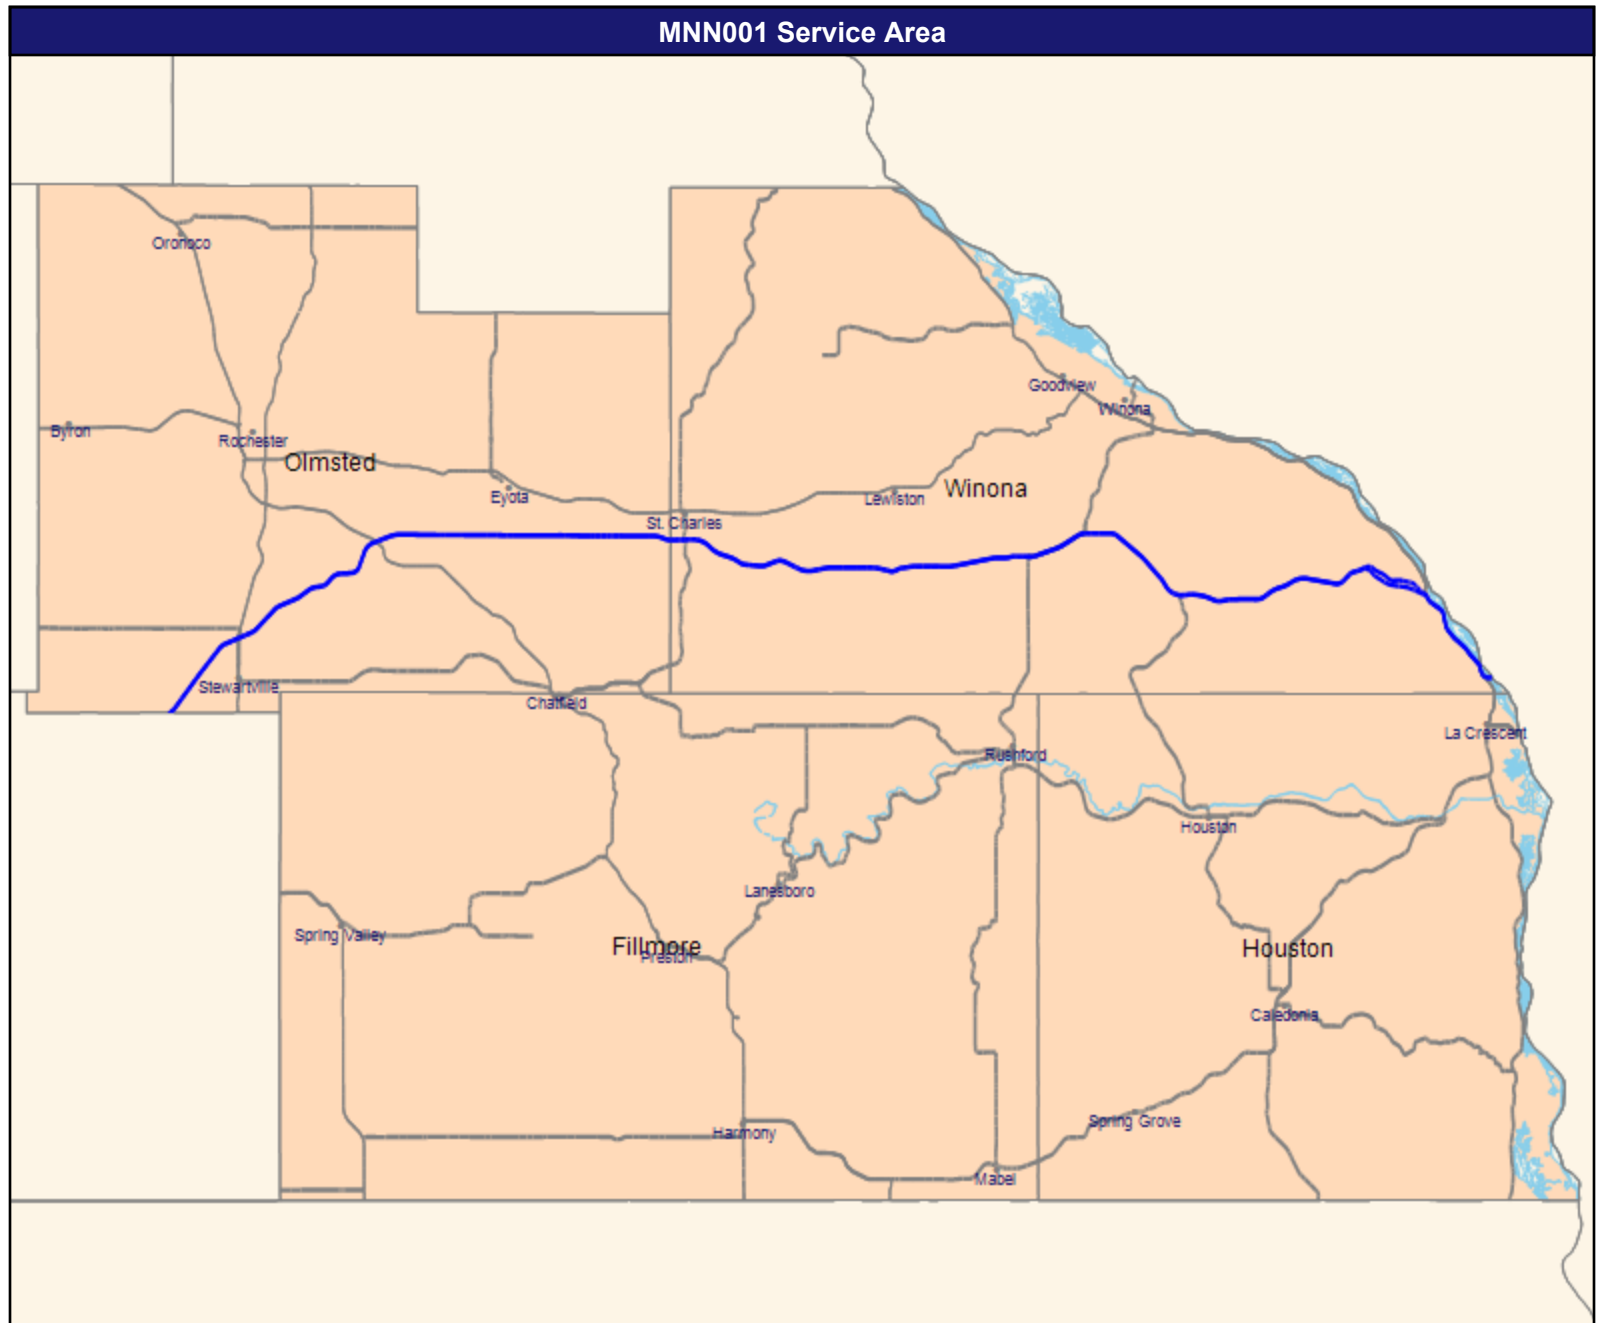 MNN001 Service Area
Oronoco
Goodview
Winona
Byron
Rochester
Olmsted
Eyota
Lewiston
Winona
St. Charles
Stewartville
Chatfield
La Crescent
Rushford
Houston
Lanesboro
Spring Valley
Fillmore
Preston
Houston
Caledonia
Spring Grove
Harmony
Mabel